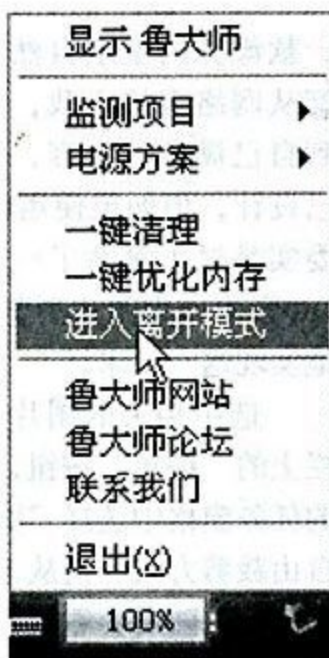 显示 鲁大师
监测项目
电源方案
一键清理
一键优化内存
进入离开模式
鲁大师网站
鲁大师论坛
联系我们
退出(X)
100%